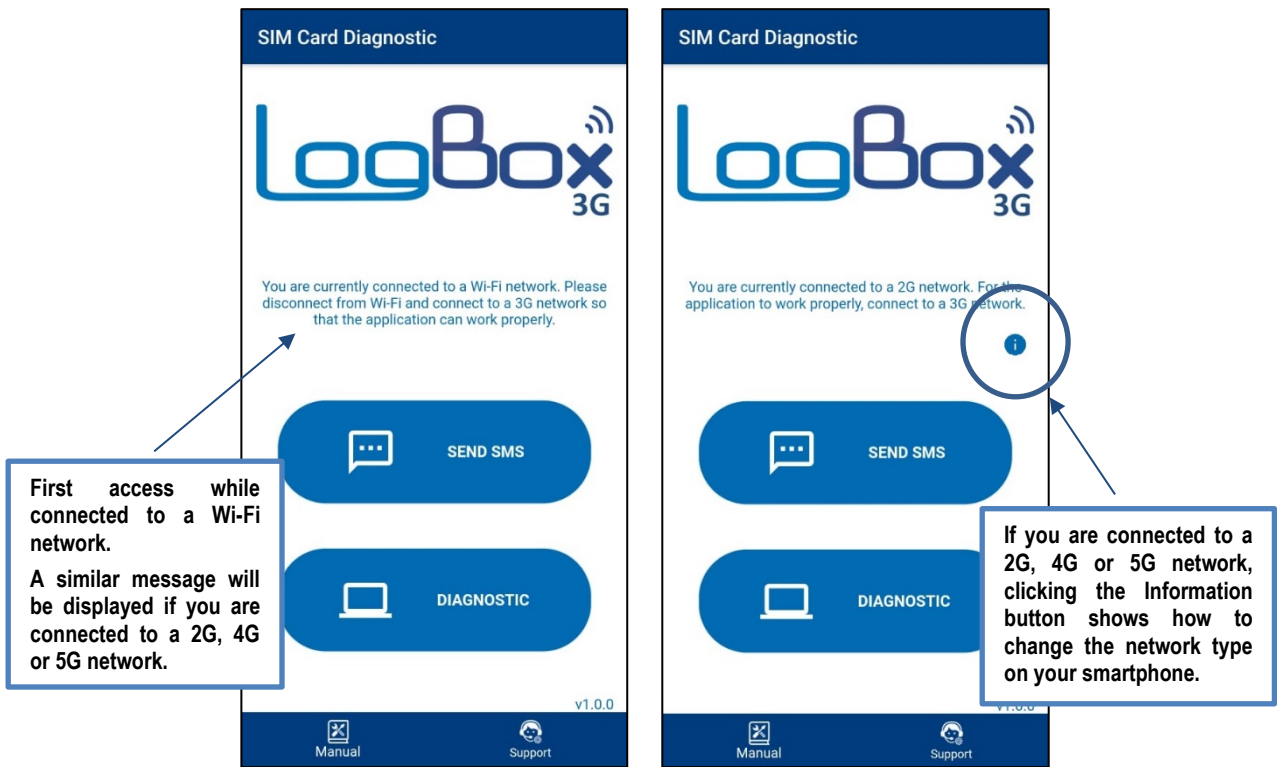 SIM Card Diagnostic
LogBox
3G
You are currently connected to a Wi-Fi network. Please
disconnect from Wi-Fi and connect to a 3G network so
that the application can work properly.
SEND SMS
DIAGNOSTIC
v1.0.0
Manual
Support
First access while
connected to a Wi-Fi
network.
A similar message will
be displayed if you are
connected to a 2G, 4G
or 5G network.
SIM Card Diagnostic
LogBox
3G
You are currently connected to a 2G network. For the
application to work properly, connect to a 3G network.
i
SEND SMS
DIAGNOSTIC
v1.0.0
Manual
Support
If you are connected to a
2G, 4G or 5G network,
clicking the Information
button shows how to
change the network type
on your smartphone.